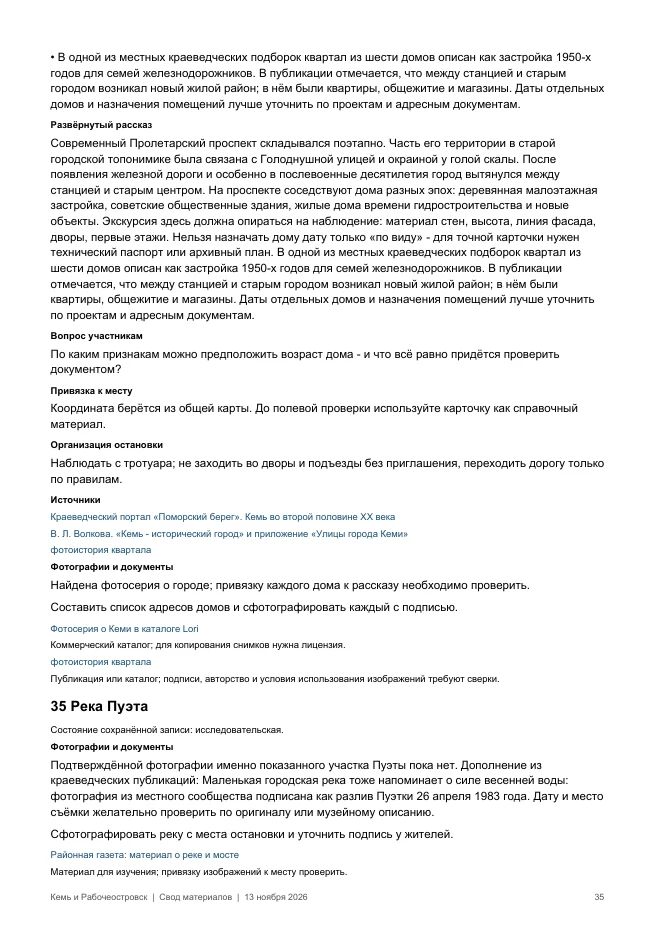 • В одной из местных краеведческих подборок квартал из шести домов описан как застройка 1950-х
годов для семей железнодорожников. В публикации отмечается, что между станцией и старым
городом возникал новый жилой район; в нём были квартиры, общежитие и магазины. Даты отдельных
домов и назначения помещений лучше уточнить по проектам и адресным документам.
Развёрнутый рассказ
Современный Пролетарский проспект складывался поэтапно. Часть его территории в старой
городской топонимике была связана с Голоднушной улицей и окраиной у голой скалы. После
появления железной дороги и особенно в послевоенные десятилетия город вытянулся между
станцией и старым центром. На проспекте соседствуют дома разных эпох: деревянная малоэтажная
застройка, советские общественные здания, жилые дома времени гидростроительства и новые
объекты. Экскурсия здесь должна опираться на наблюдение: материал стен, высота, линия фасада,
дворы, первые этажи. Нельзя назначать дому дату только «по виду» - для точной карточки нужен
технический паспорт или архивный план. В одной из местных краеведческих подборок квартал из
шести домов описан как застройка 1950-х годов для семей железнодорожников. В публикации
отмечается, что между станцией и старым городом возникал новый жилой район; в нём были
квартиры, общежитие и магазины. Даты отдельных домов и назначения помещений лучше уточнить
по проектам и адресным документам.
Вопрос участникам
По каким признакам можно предположить возраст дома - и что всё равно придётся проверить
документом?
Привязка к месту
Координата берётся из общей карты. До полевой проверки используйте карточку как справочный
материал.
Организация остановки
Наблюдать с тротуара; не заходить во дворы и подъезды без приглашения, переходить дорогу только
по правилам.
Источники
Краеведческий портал «Поморский берег». Кемь во второй половине XX века
В. Л. Волкова. «Кемь - исторический город» и приложение «Улицы города Кеми»
фотоистория квартала
Фотографии и документы
Найдена фотосерия о городе; привязку каждого дома к рассказу необходимо проверить.
Составить список адресов домов и сфотографировать каждый с подписью.
Фотосерия о Кеми в каталоге Lori
Коммерческий каталог; для копирования снимков нужна лицензия.
фотоистория квартала
Публикация или каталог; подписи, авторство и условия использования изображений требуют сверки.
35 Река Пуэта
Состояние сохранённой записи: исследовательская.
Фотографии и документы
Подтверждённой фотографии именно показанного участка Пуэты пока нет. Дополнение из
краеведческих публикаций: Маленькая городская река тоже напоминает о силе весенней воды:
фотография из местного сообщества подписана как разлив Пуэтки 26 апреля 1983 года. Дату и место
съёмки желательно проверить по оригиналу или музейному описанию.
Сфотографировать реку с места остановки и уточнить подпись у жителей.
Районная газета: материал о реке и мосте
Материал для изучения; привязку изображений к месту проверить.
Кемь и Рабочеостровск | Свод материалов | 13 ноября 2026
35